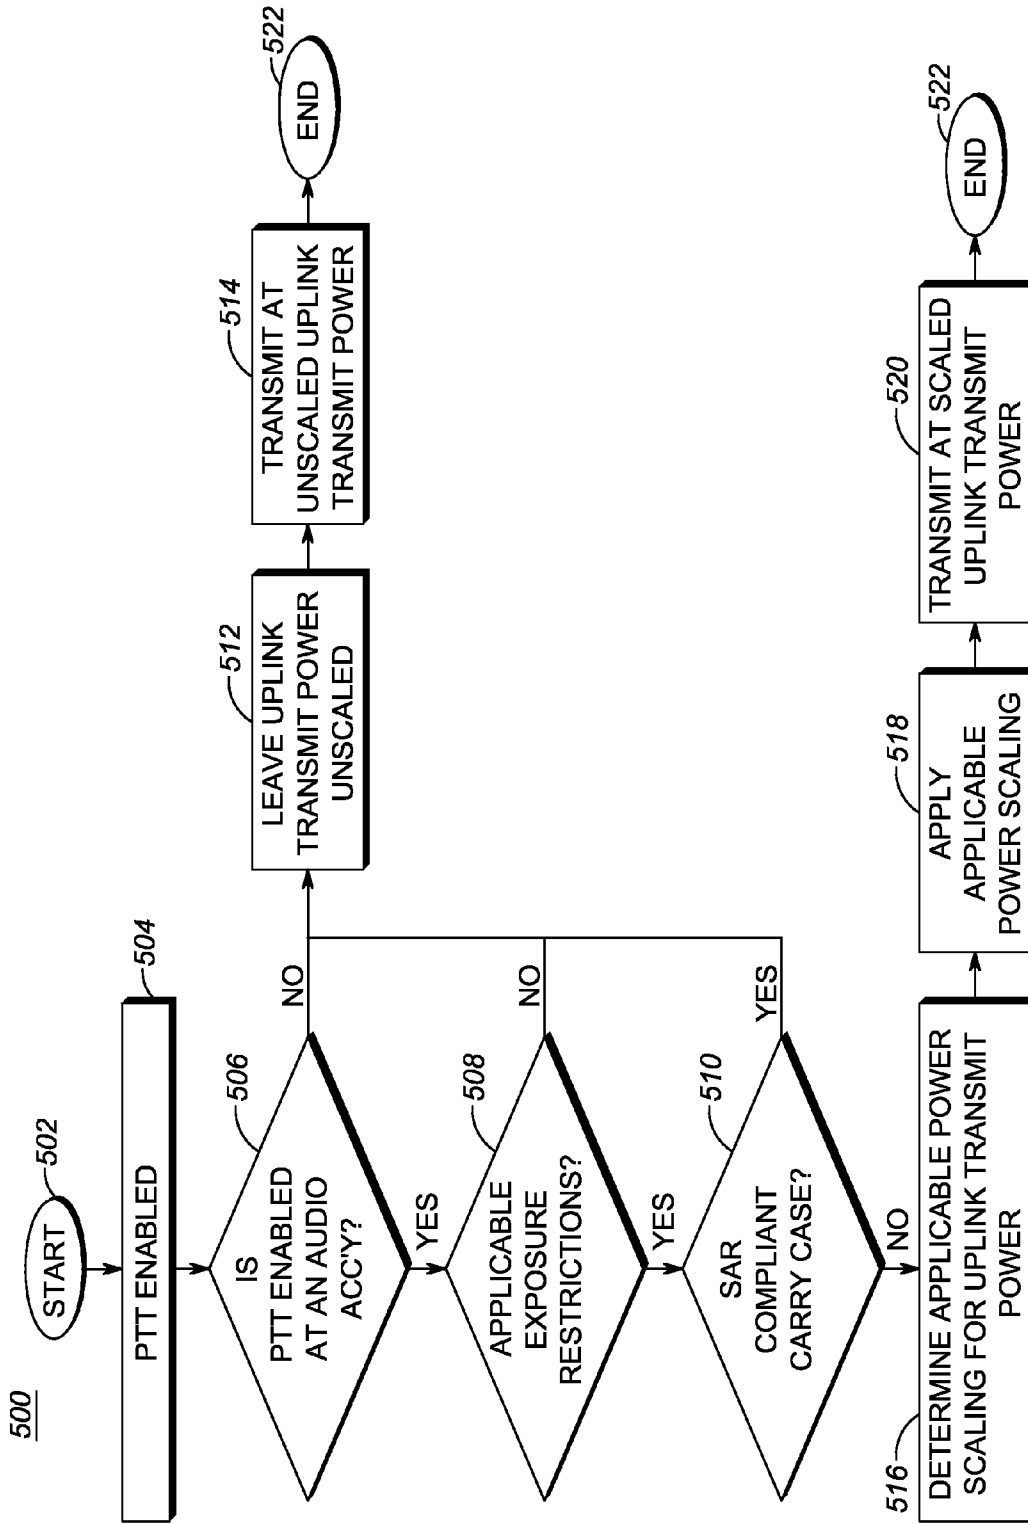 500
START
502
PTT ENABLED
504
IS
PTT ENABLED
AT AN AUDIO
ACC'Y?
506
NO
YES
APPLICABLE
EXPOSURE
RESTRICTIONS?
508
NO
YES
SAR
COMPLIANT
CARRY CASE?
510
YES
NO
LEAVE UPLINK
TRANSMIT POWER
UNSCALED
512
TRANSMIT AT
UNSCALED UPLINK
TRANSMIT POWER
514
END
522
DETERMINE APPLICABLE POWER
SCALING FOR UPLINK TRANSMIT
POWER
516
APPLY
APPLICABLE
POWER SCALING
518
TRANSMIT AT SCALED
UPLINK TRANSMIT
POWER
520
END
522